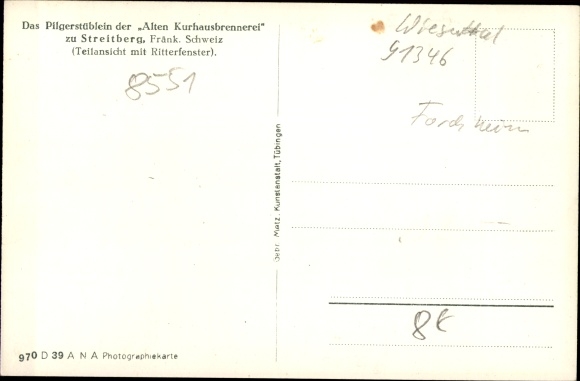 Das Pilgerstüblein der „Alten Kurhausbrennerei"
zu Streitberg, Fränk. Schweiz
(Teilansicht mit Ritterfenster).
8551
Wiesenttal
91346
Forchheim
Gebr. Metz, Kunstanstalt, Tübingen
8€
970 D 39 A N A Photographiekarte